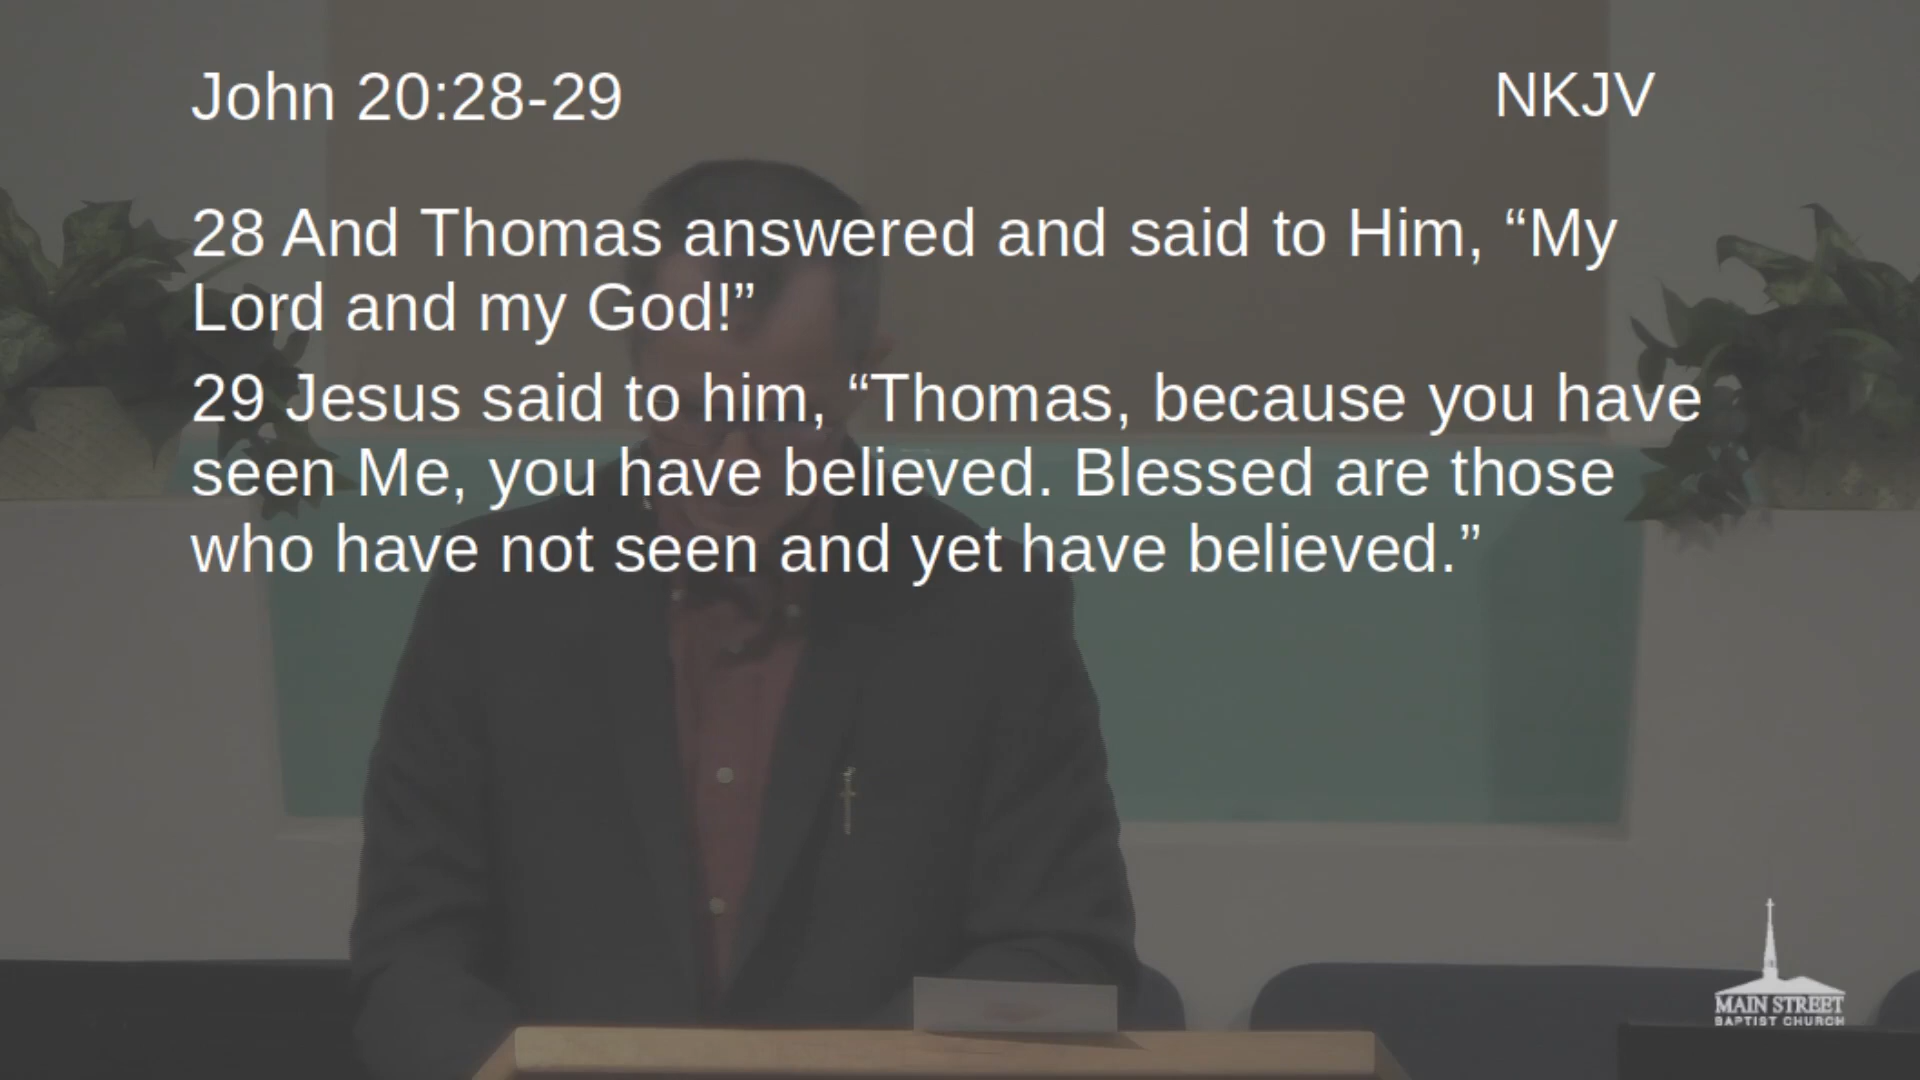 John 20:28-29 NKJV
28 And Thomas answered and said to Him, “My
Lord and my God!”
29 Jesus said to him, “Thomas, because you have
seen Me, you have believed. Blessed are those
who have not seen and yet have believed.”
MAIN STREET
BAPTIST CHURCH